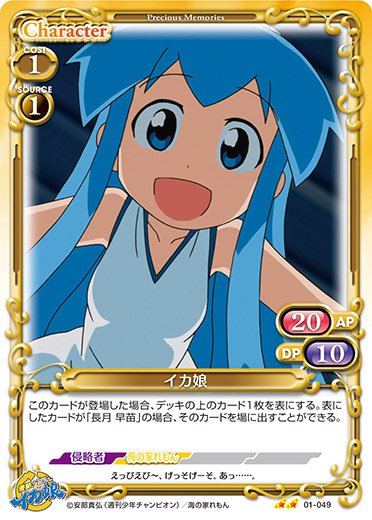 Precious Memories
Character
COST
1
SOURCE
1
20 AP
DP 10
イカ娘
このカードが登場した場合、デッキの上のカード1枚を表にする。表に
したカードが「長月 早苗」の場合、そのカードを場に出すことができる。
侵略者 海の家れもん
えっびえび〜、げっそげーそ、あっ……。
イカ娘
©安部真弘(週刊少年チャンピオン)/海の家れもん
01-049